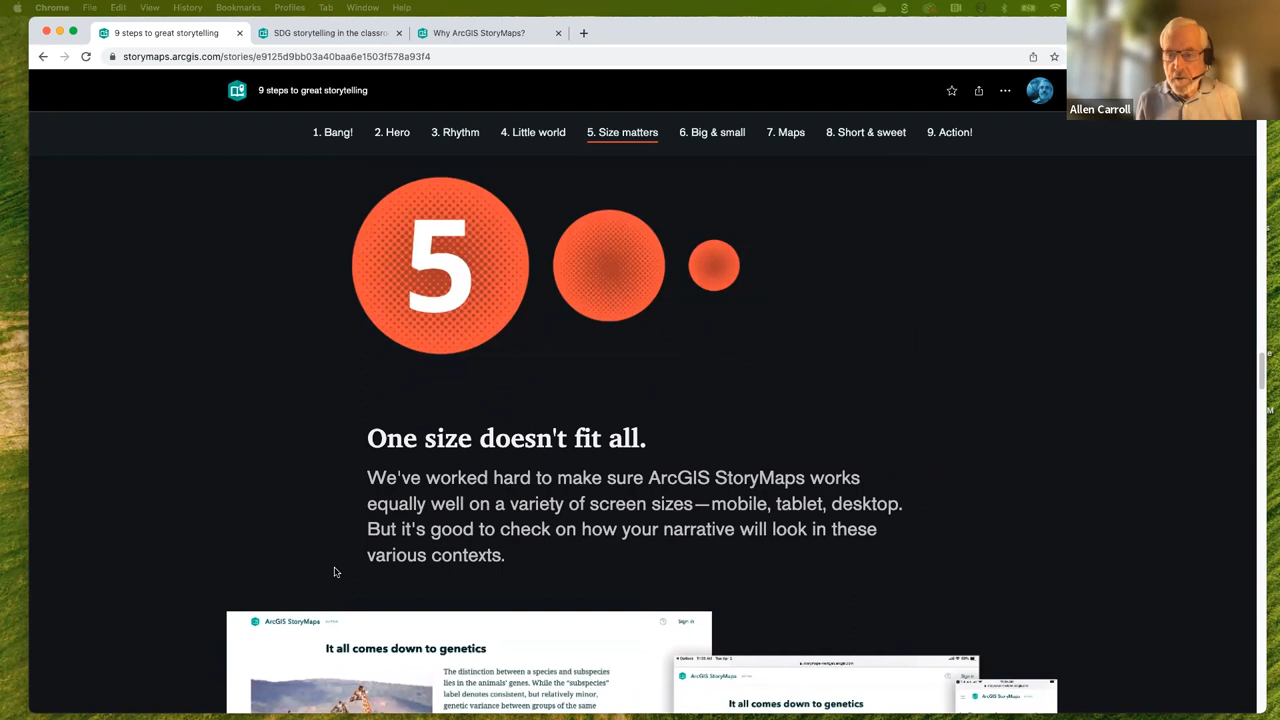 Chrome File Edit View History Bookmarks Profiles Tab Window Help
9 steps to great storytelling
SDG storytelling in the classro
Why ArcGIS StoryMaps?
storymaps.arcgis.com/stories/e9125d9bb03a40baa6e1503f578a93f4
9 steps to great storytelling
Allen Carroll
1. Bang! 2. Hero 3. Rhythm 4. Little world 5. Size matters 6. Big & small 7. Maps 8. Short & sweet 9. Action!
5
One size doesn't fit all.
We've worked hard to make sure ArcGIS StoryMaps works
equally well on a variety of screen sizes—mobile, tablet, desktop.
But it's good to check on how your narrative will look in these
various contexts.
ArcGIS StoryMaps
Sign in
It all comes down to genetics
The distinction between a species and subspecies
lies in the animals' genes. While the "subspecies"
label denotes consistent, but relatively minor,
genetic variance between groups of the same
ArcGIS StoryMaps
Sign in
It all comes down to genetics
ArcGIS StoryMaps